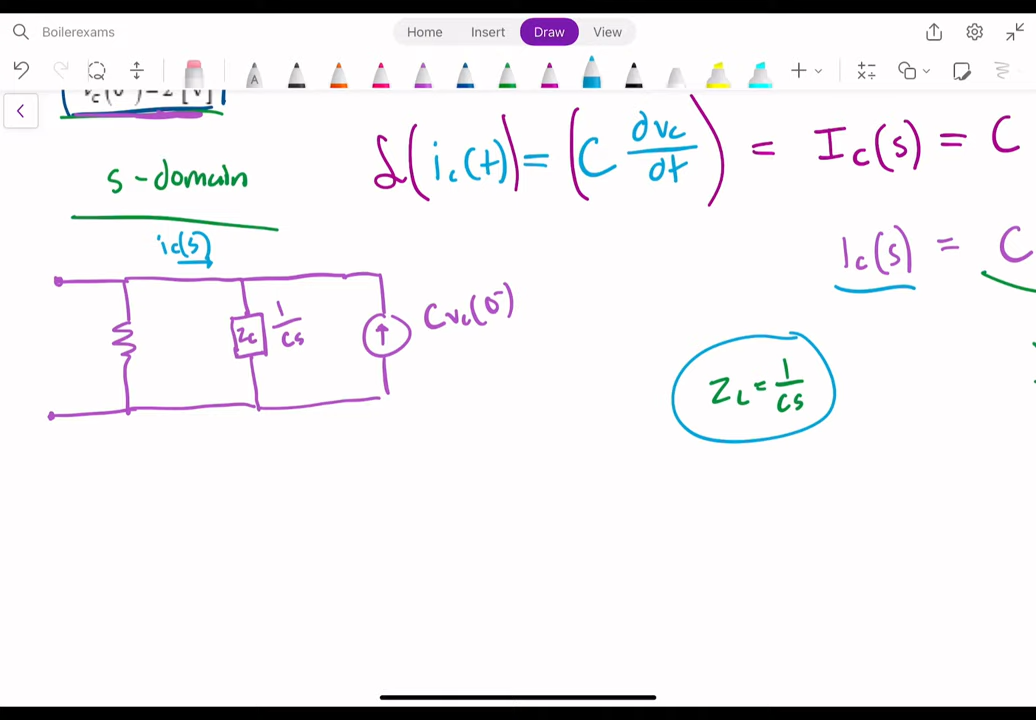 Boilerexams
Home Insert Draw View
s-domain
ic(s)
𝓛(ic(t)) = (C dvc/dt) = Ic(s) = C
Ic(s) = C
Zc 1/cs
Cvc(0⁻)
ZL = 1/cs